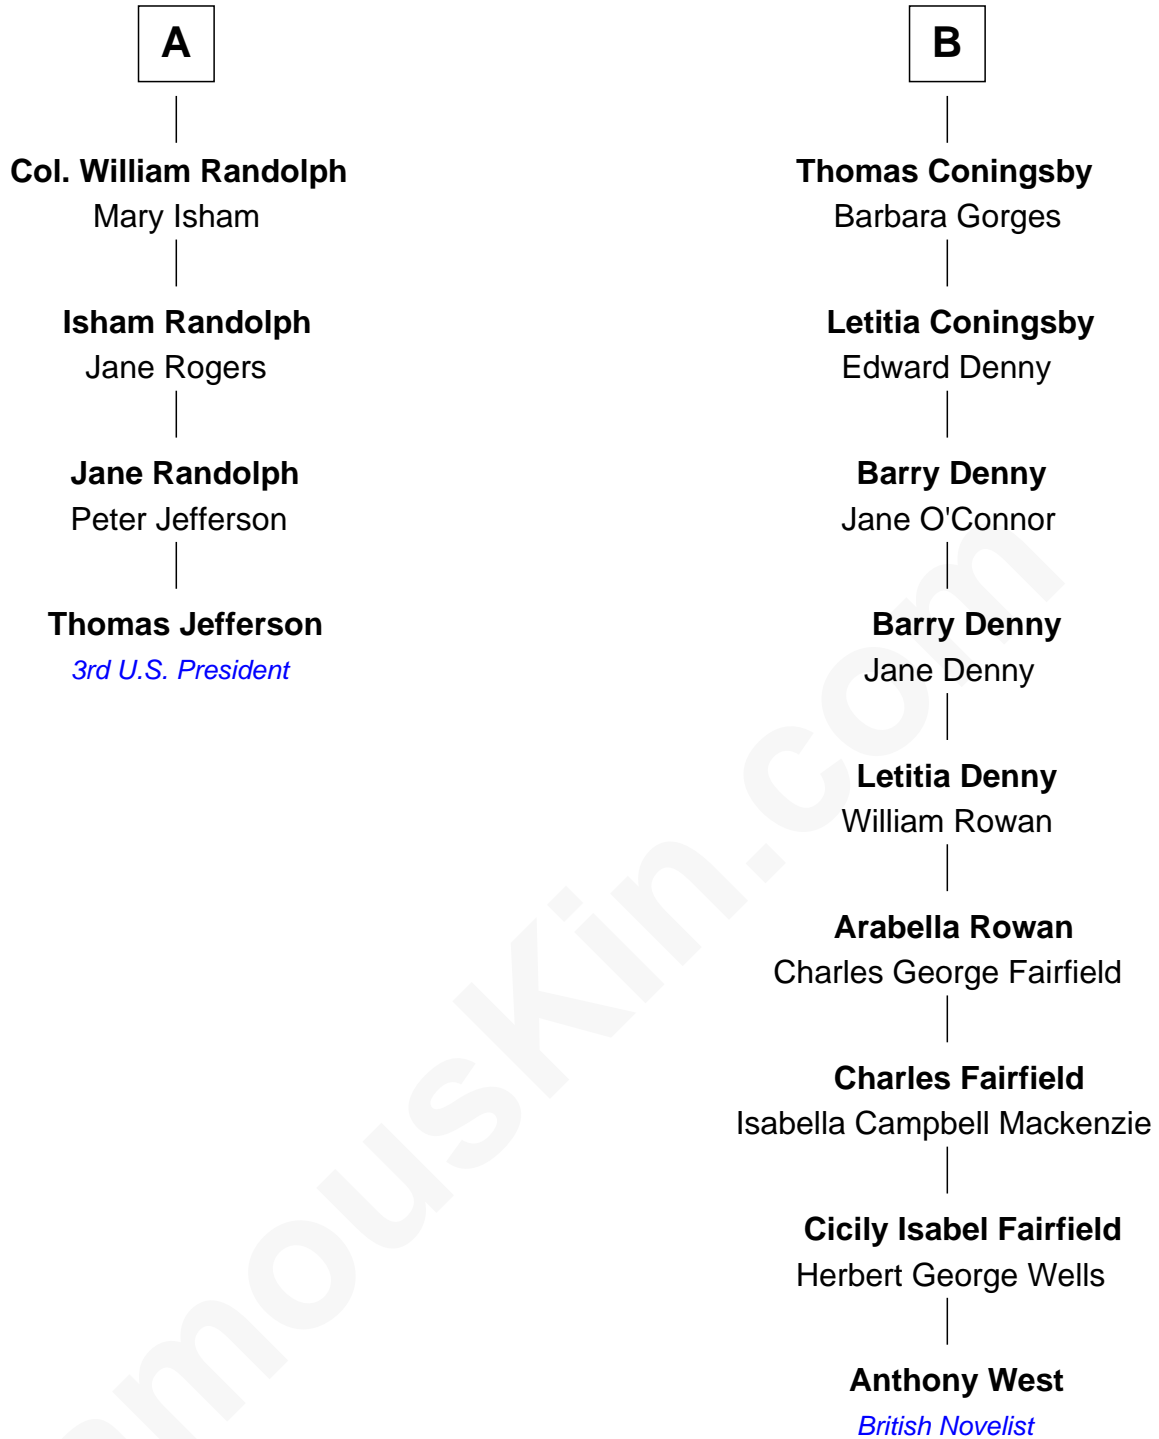 A
Col. William Randolph
Mary Isham
Isham Randolph
Jane Rogers
Jane Randolph
Peter Jefferson
Thomas Jefferson
3rd U.S. President
B
Thomas Coningsby
Barbara Gorges
Letitia Coningsby
Edward Denny
Barry Denny
Jane O'Connor
Barry Denny
Jane Denny
Letitia Denny
William Rowan
Arabella Rowan
Charles George Fairfield
Charles Fairfield
Isabella Campbell Mackenzie
Cicily Isabel Fairfield
Herbert George Wells
Anthony West
British Novelist
amouskin.com